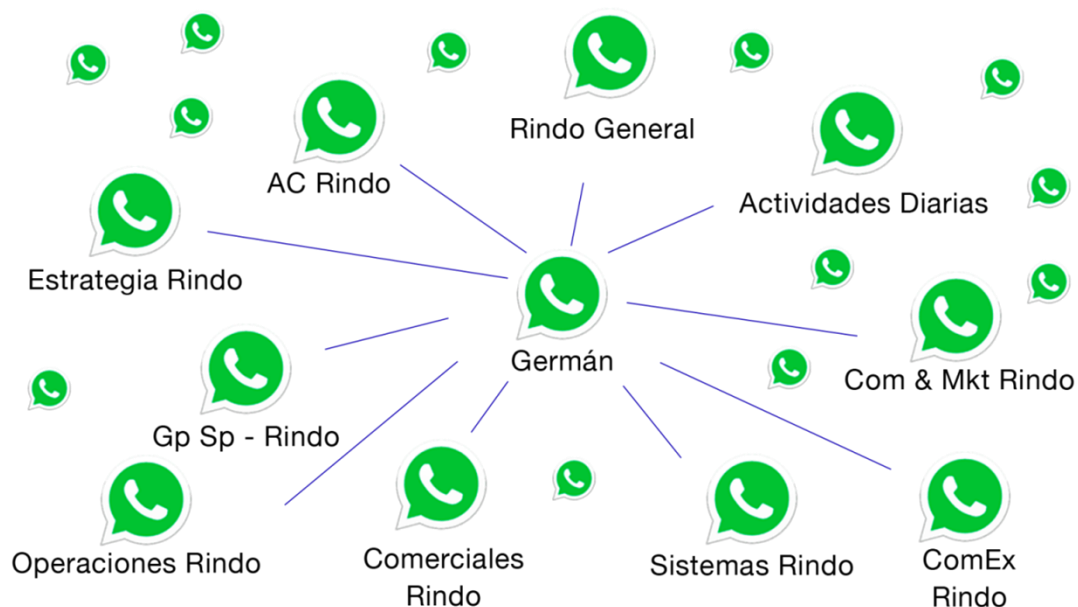 Rindo General
AC Rindo
Actividades Diarias
Estrategia Rindo
Germán
Com & Mkt Rindo
Gp Sp - Rindo
Operaciones Rindo
Comerciales
Rindo
Sistemas Rindo
ComEx
Rindo